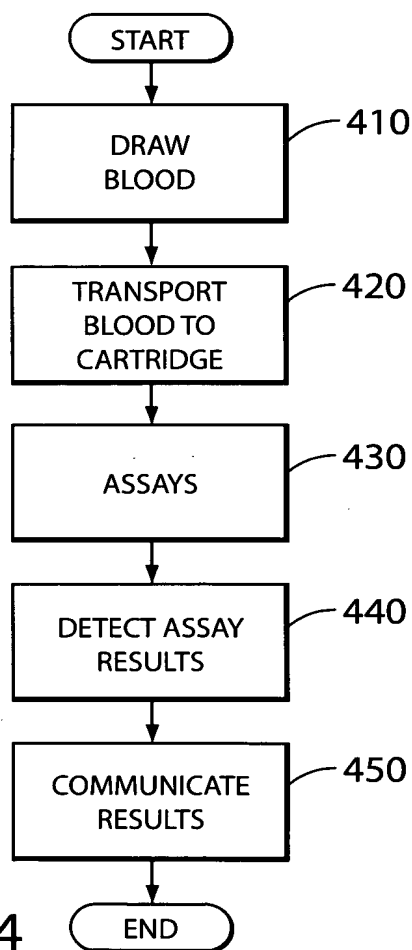 START
410
DRAW
BLOOD
420
TRANSPORT
BLOOD TO
CARTRIDGE
430
ASSAYS
440
DETECT ASSAY
RESULTS
450
COMMUNICATE
RESULTS
4
END